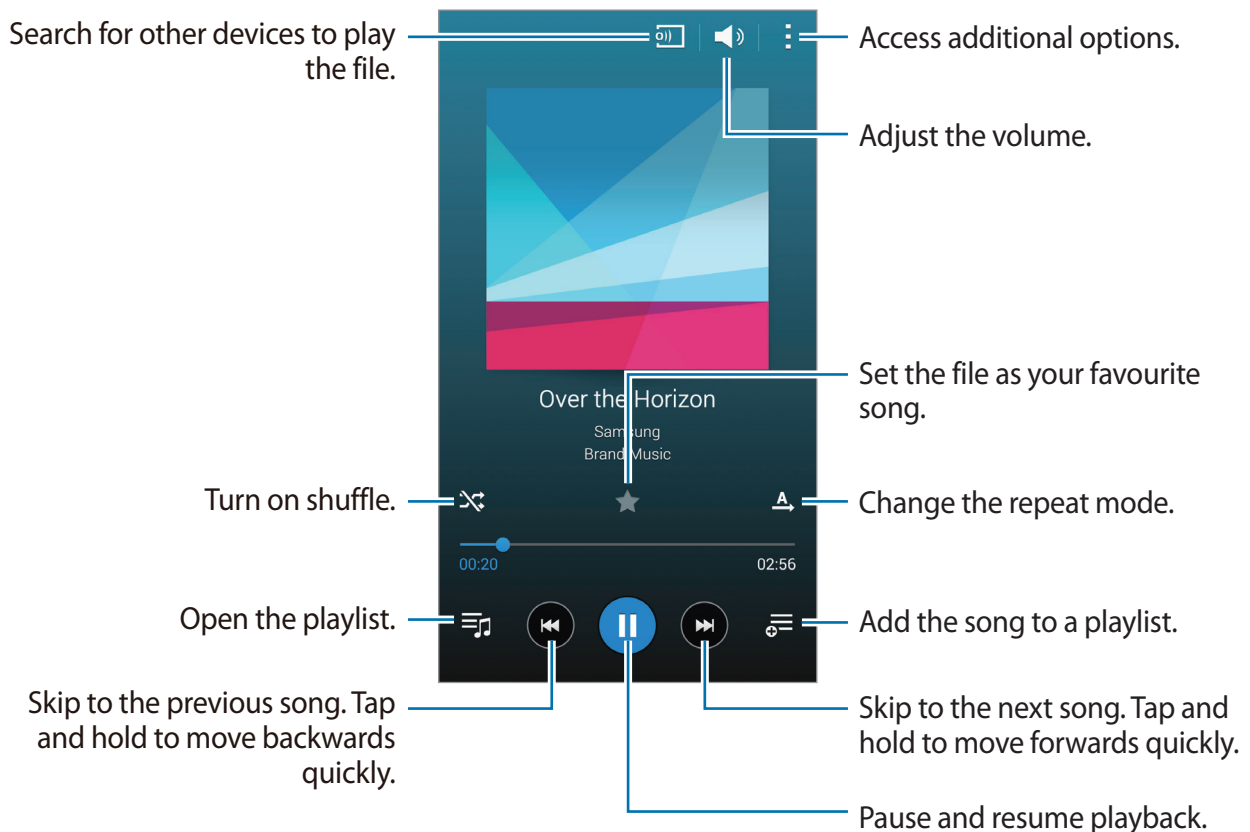 Search for other devices to play
the file.
Access additional options.
Adjust the volume.
Set the file as your favourite
song.
Over the Horizon
Samsung
Brand Music
Turn on shuffle.
A
Change the repeat mode.
00:20
02:56
Open the playlist.
Add the song to a playlist.
Skip to the previous song. Tap
and hold to move backwards
quickly.
Skip to the next song. Tap and
hold to move forwards quickly.
Pause and resume playback.